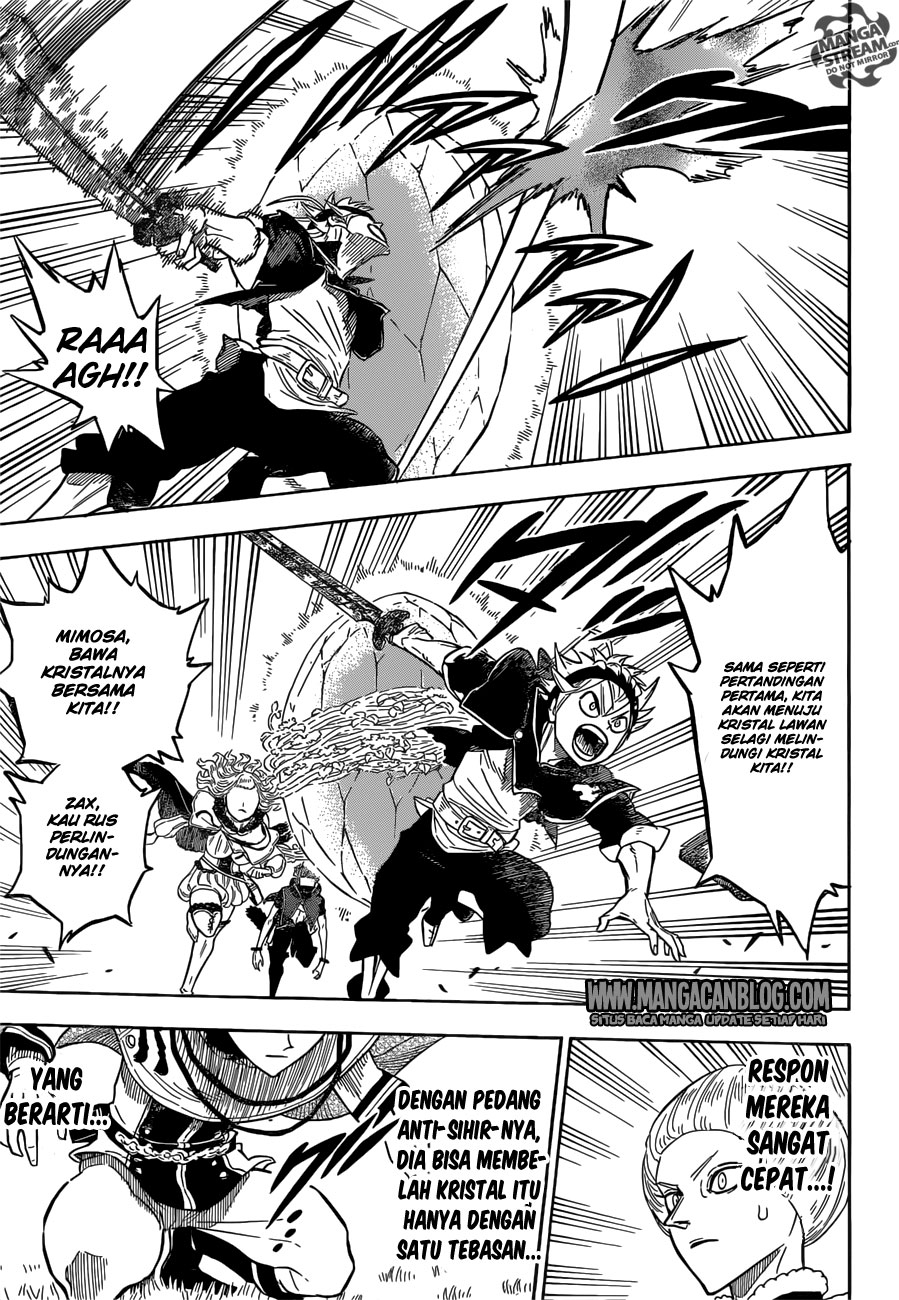 MANGA
STREAM.com
DO NOT MIRROR
RAAA
AGH!!
SAMA SEPERTI
PERTANDINGAN
PERTAMA, KITA
AKAN MENUJU
KRISTAL LAWAN
SELAGI MELIN-
DUNGI KRISTAL
KITA!!
MIMOSA,
BAWA
KRISTALNYA
BERSAMA
KITA!!
ZAX,
KAU RUS
PERLIN-
DUNGAN-
NYA!!
WWW.MANGACANBLOG.COM
SITUS BACA MANGA UPDATE SETIAP HARI
RESPON
MEREKA
SANGAT
CEPAT...!
DENGAN PEDANG
ANTI-SIHIR-NYA,
DIA BISA MEMBE-
LAH KRISTAL ITU
HANYA DENGAN
SATU TEBASAN..!
YANG
BERARTI...